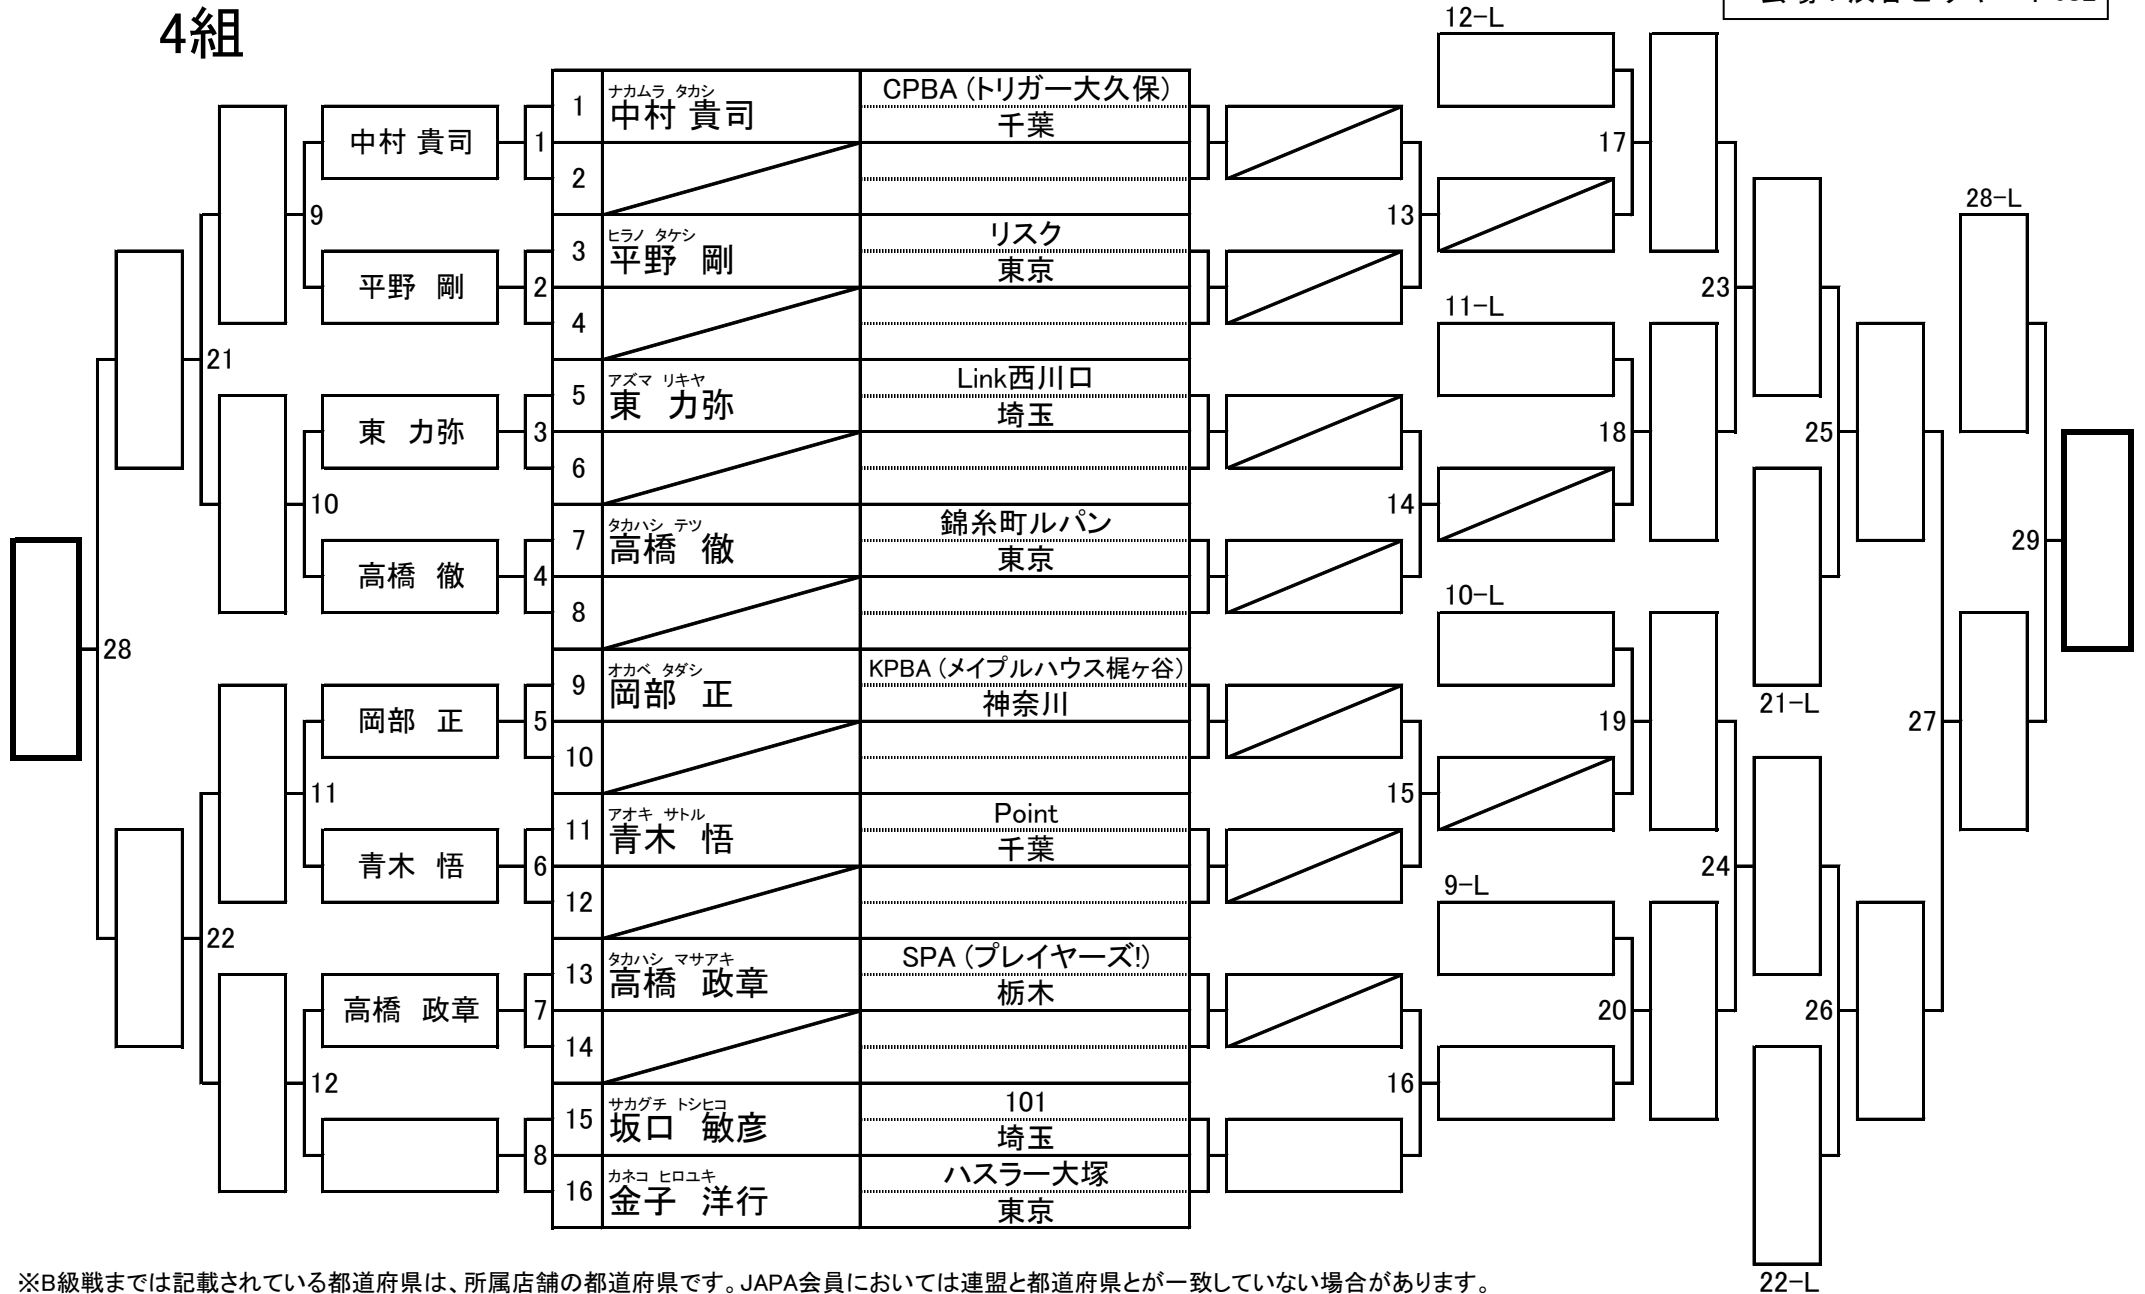 4組
12-L
1
ナカムラ タカシ
中村 貴司
CPBA (トリガー大久保)
千葉
中村 貴司
1
2
17
9
13
28-L
3
ヒラノ タケシ
平野 剛
リスク
東京
平野 剛
2
4
23
11-L
21
5
アズマ リキヤ
東 力弥
Link西川口
埼玉
東 力弥
3
6
18
25
10
14
7
タカハシ テツ
高橋 徹
錦糸町ルパン
東京
高橋 徹
4
8
29
10-L
28
9
オカベ タダシ
岡部 正
KPBA (メイプルハウス梶ヶ谷)
神奈川
岡部 正
5
10
19
21-L
27
11
15
11
アオキ サトル
青木 悟
Point
千葉
青木 悟
6
12
24
9-L
22
13
タカハシ マサアキ
高橋 政章
SPA (プレイヤーズ!)
栃木
高橋 政章
7
14
20
26
12
16
15
サカグチ トシヒコ
坂口 敏彦
101
埼玉
8
16
カネコ ヒロユキ
金子 洋行
ハスラー大塚
東京
22-L
※B級戦までは記載されている都道府県は、所属店舗の都道府県です。JAPA会員においては連盟と都道府県とが一致していない場合があります。